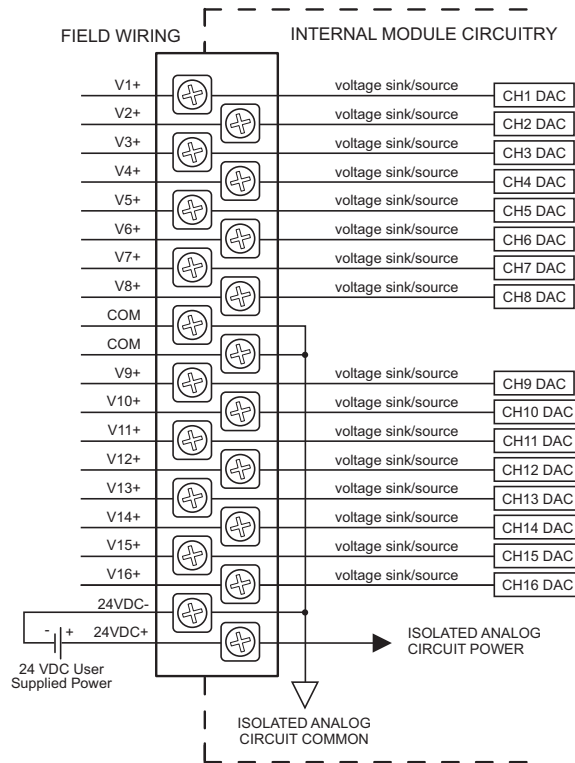 FIELD WIRING
INTERNAL MODULE CIRCUITRY
V1+ voltage sink/source CH1 DAC
V2+ voltage sink/source CH2 DAC
V3+ voltage sink/source CH3 DAC
V4+ voltage sink/source CH4 DAC
V5+ voltage sink/source CH5 DAC
V6+ voltage sink/source CH6 DAC
V7+ voltage sink/source CH7 DAC
V8+ voltage sink/source CH8 DAC
COM
COM
V9+ voltage sink/source CH9 DAC
V10+ voltage sink/source CH10 DAC
V11+ voltage sink/source CH11 DAC
V12+ voltage sink/source CH12 DAC
V13+ voltage sink/source CH13 DAC
V14+ voltage sink/source CH14 DAC
V15+ voltage sink/source CH15 DAC
V16+ voltage sink/source CH16 DAC
24VDC-
- + 24VDC+
ISOLATED ANALOG
CIRCUIT POWER
24 VDC User
Supplied Power
ISOLATED ANALOG
CIRCUIT COMMON